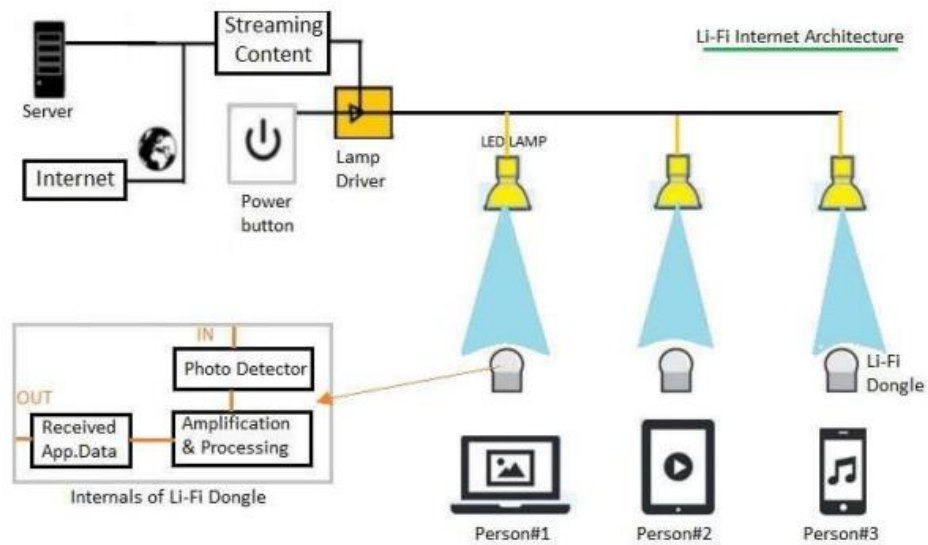 Streaming
Content
Li-Fi Internet Architecture
Server
Internet
Power
button
Lamp
Driver
LED LAMP
IN
Photo Detector
OUT
Received
App.Data
Amplification
& Processing
Internals of Li-Fi Dongle
Li-Fi
Dongle
Person#1
Person#2
Person#3